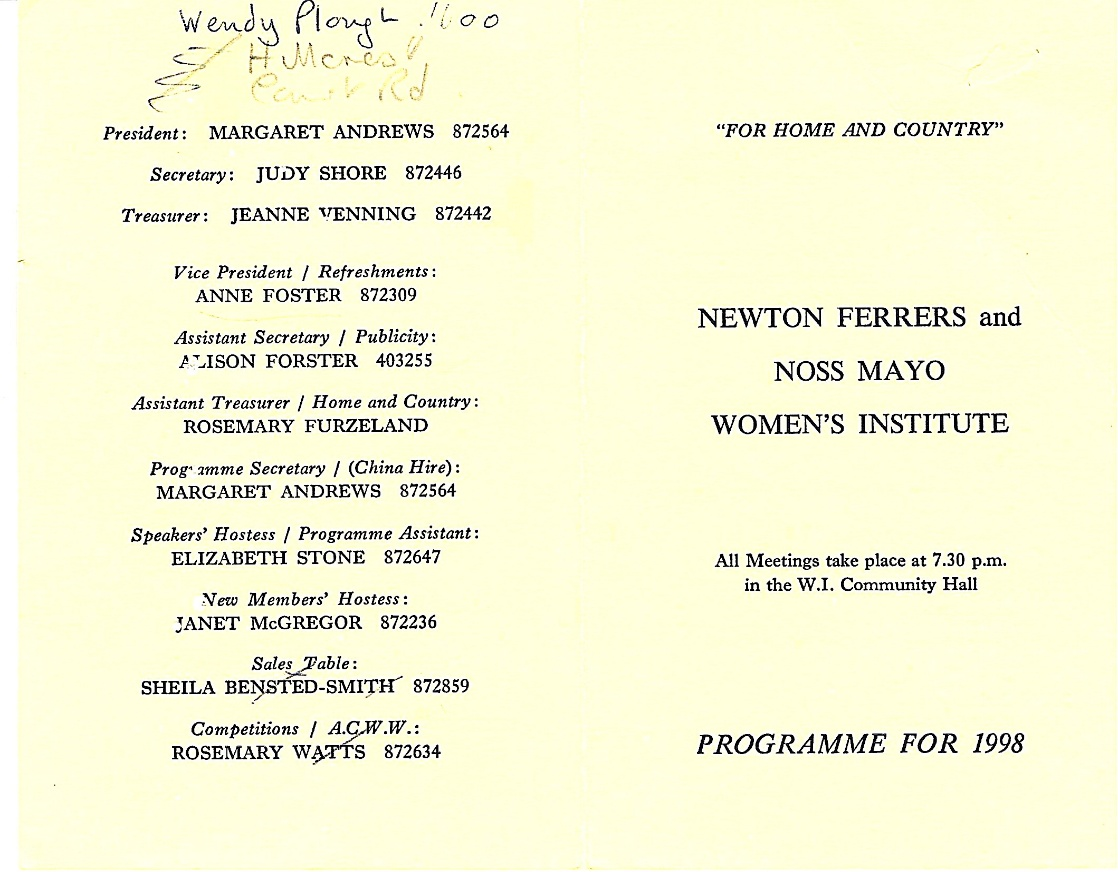 Wendy Plough
Hillcrest
Court Rd
President: MARGARET ANDREWS 872564
Secretary: JUDY SHORE 872446
Treasurer: JEANNE VENNING 872442
Vice President / Refreshments:
ANNE FOSTER 872309
Assistant Secretary / Publicity:
ALISON FORSTER 403255
Assistant Treasurer / Home and Country:
ROSEMARY FURZELAND
Programme Secretary / (China Hire):
MARGARET ANDREWS 872564
Speakers' Hostess / Programme Assistant:
ELIZABETH STONE 872647
New Members' Hostess:
JANET McGREGOR 872236
Sales Table:
SHEILA BENSTED-SMITH 872859
Competitions / A.C.W.W.:
ROSEMARY WATTS 872634
"FOR HOME AND COUNTRY"
NEWTON FERRERS and
NOSS MAYO
WOMEN'S INSTITUTE
All Meetings take place at 7.30 p.m.
in the W.I. Community Hall
PROGRAMME FOR 1998